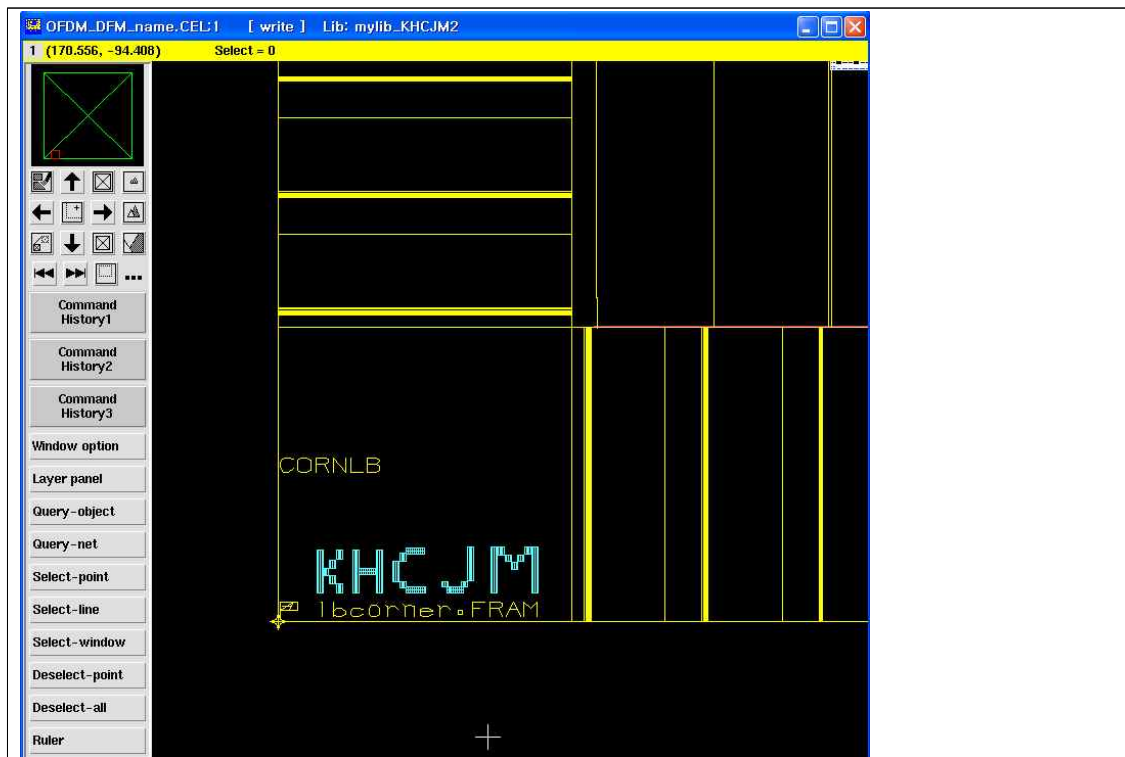 OFDM_DFM_name.CEL;1 [ write ] Lib: mylib_KHCJM2
1 (170.556, -94.408) Select = 0
Command
History1
Command
History2
Command
History3
Window option
Layer panel
Query-object
Query-net
Select-point
Select-line
Select-window
Deselect-point
Deselect-all
Ruler
CORNLB
KHCJM
lbcorner.FRAM